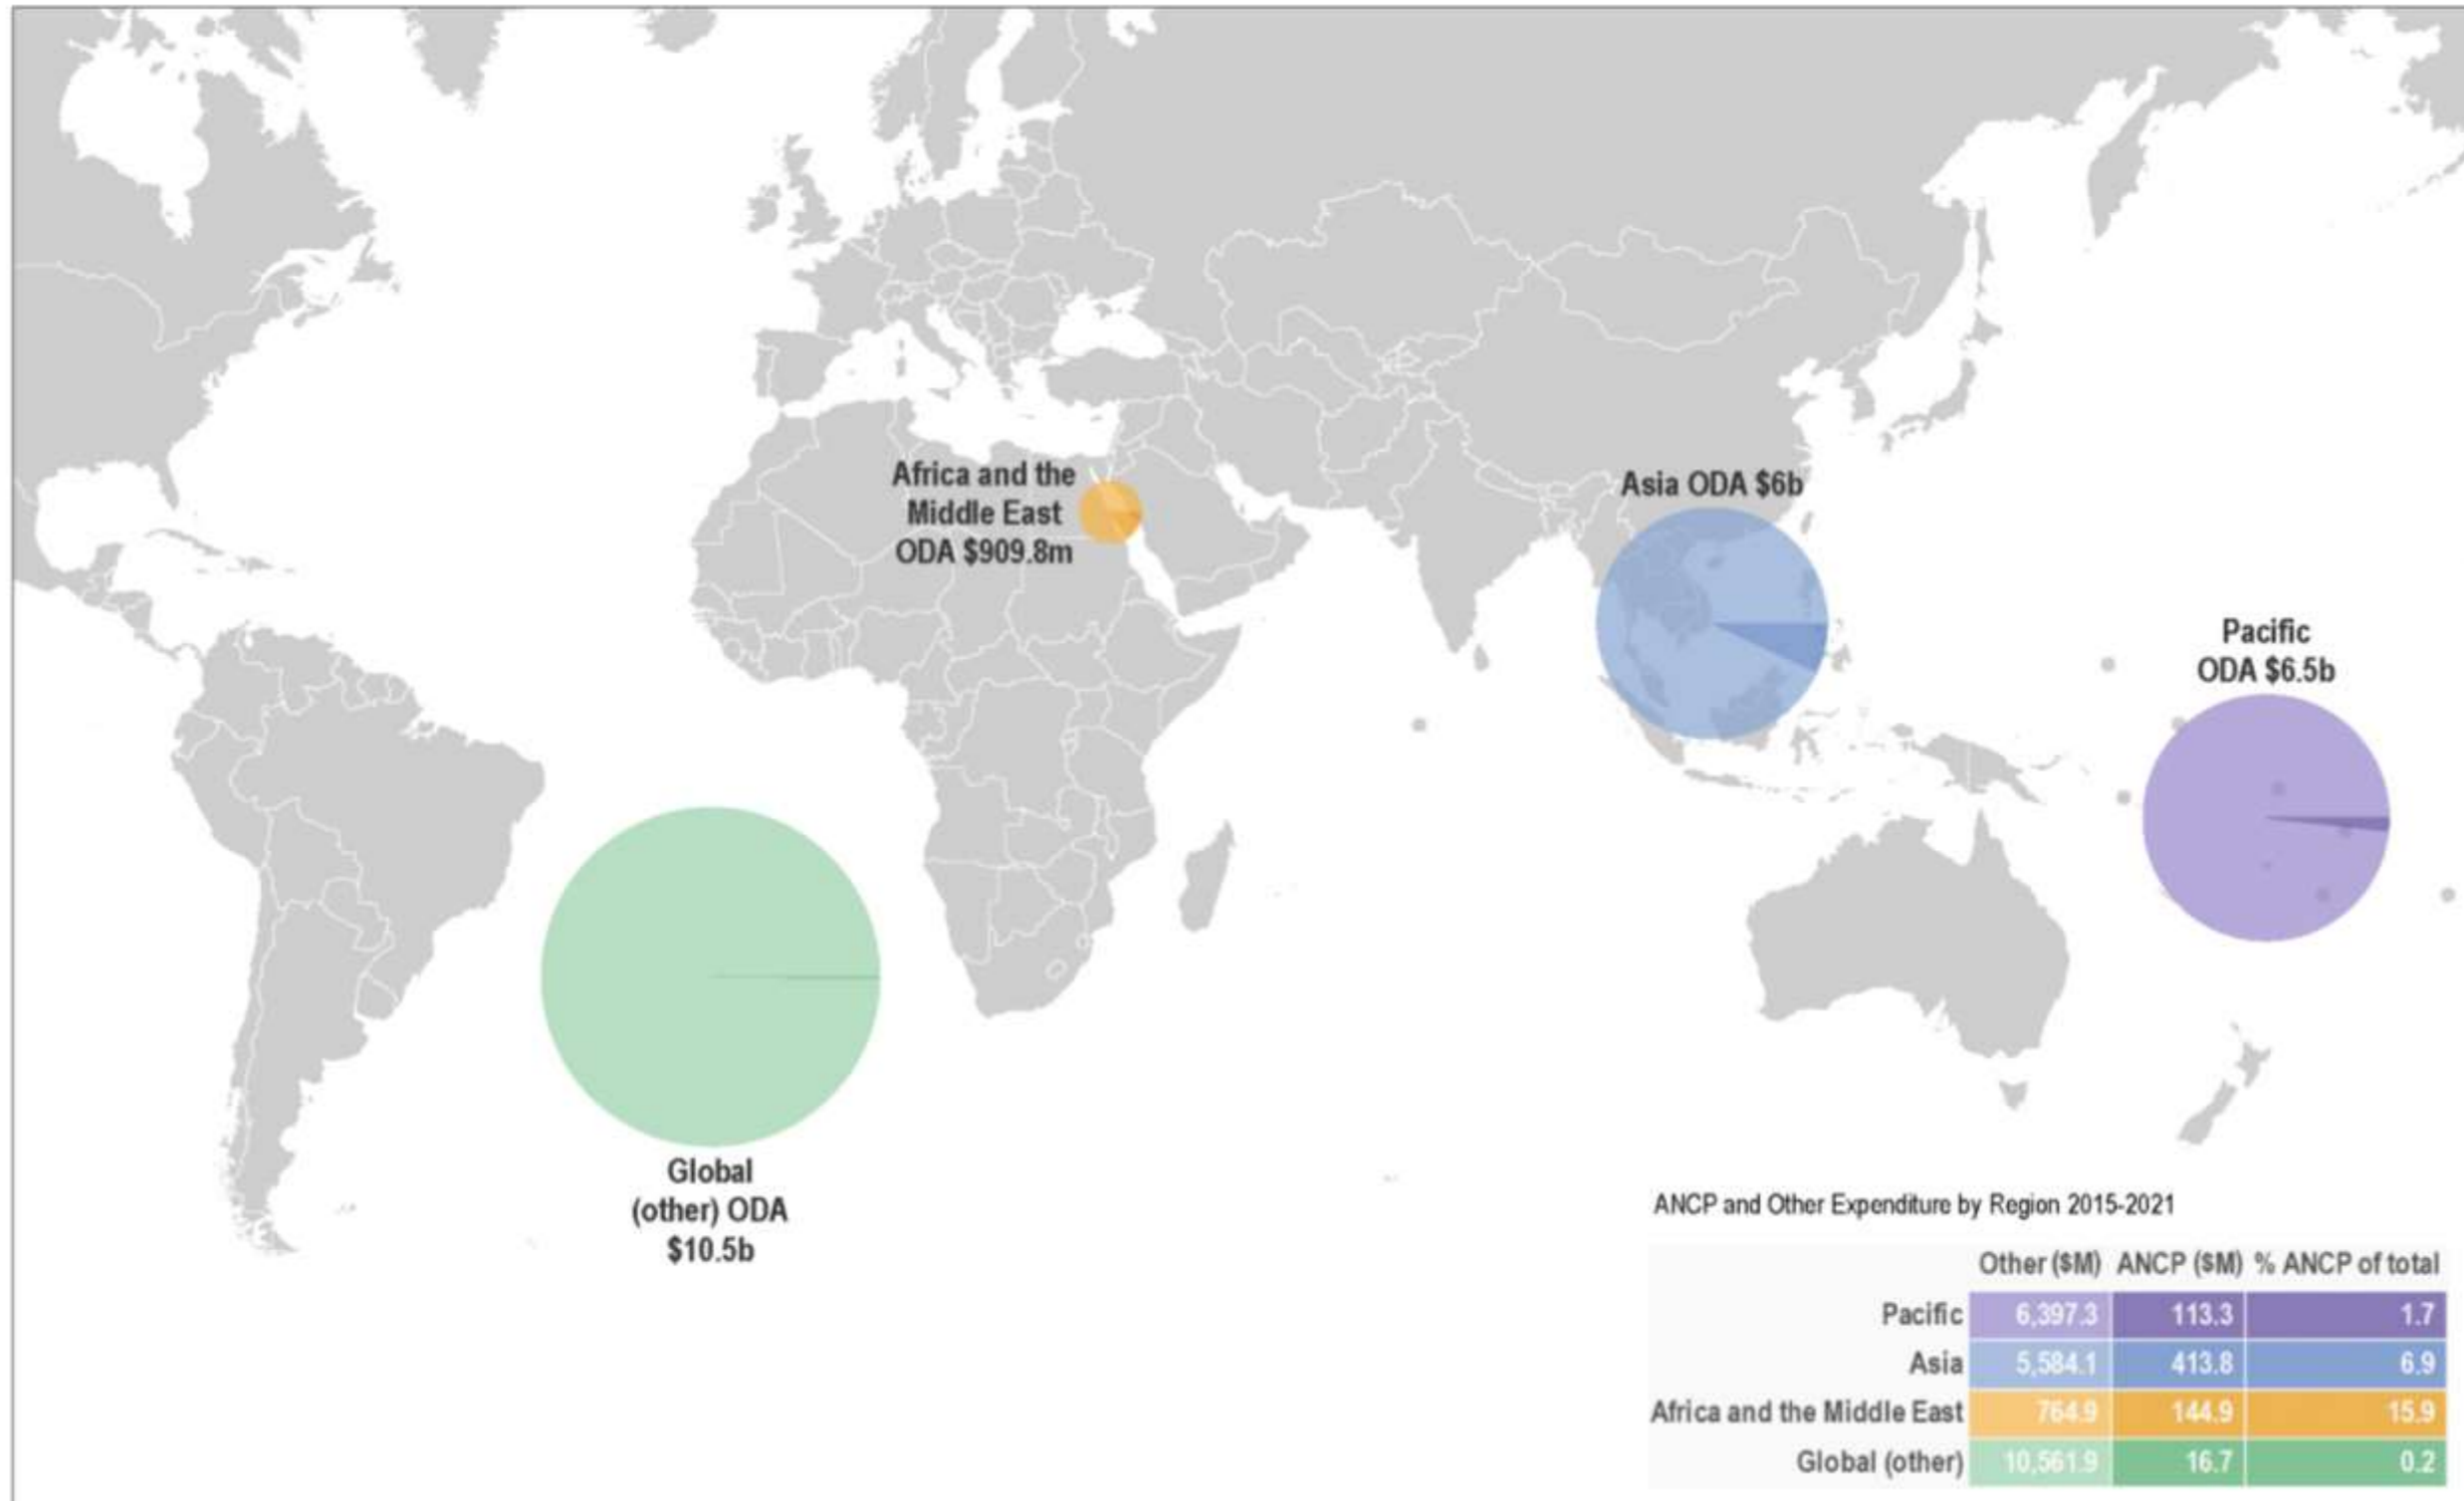 Africa and the
Middle East
ODA $909.8m
Asia ODA $6b
Pacific
ODA $6.5b
Global
(other) ODA
$10.5b
ANCP and Other Expenditure by Region 2015-2021
Other ($M) ANCP ($M) % ANCP of total
Pacific 6,397.3 113.3 1.7
Asia 5,584.1 413.8 6.9
Africa and the Middle East 764.9 144.9 15.9
Global (other) 10,561.9 16.7 0.2